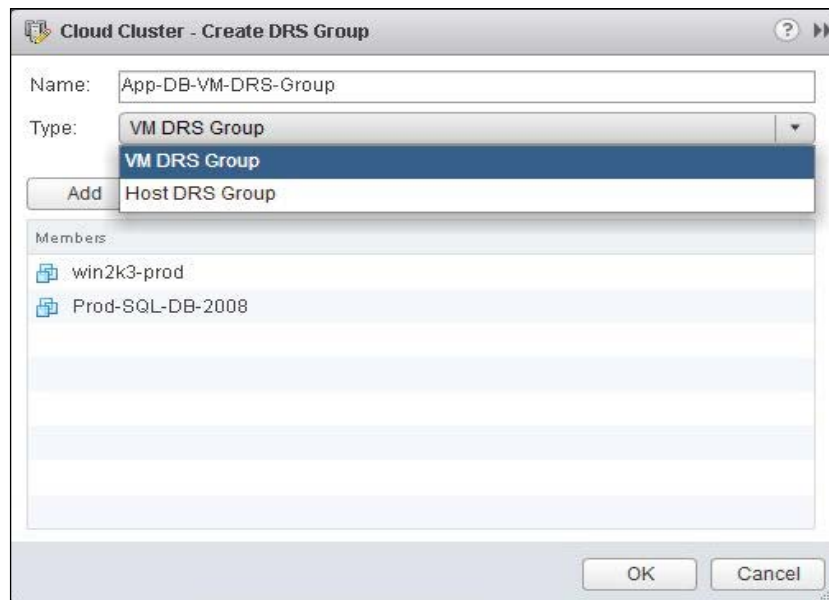 Cloud Cluster - Create DRS Group
?
Name: App-DB-VM-DRS-Group
Type: VM DRS Group
VM DRS Group
Add Host DRS Group
Members
win2k3-prod
Prod-SQL-DB-2008
OK Cancel